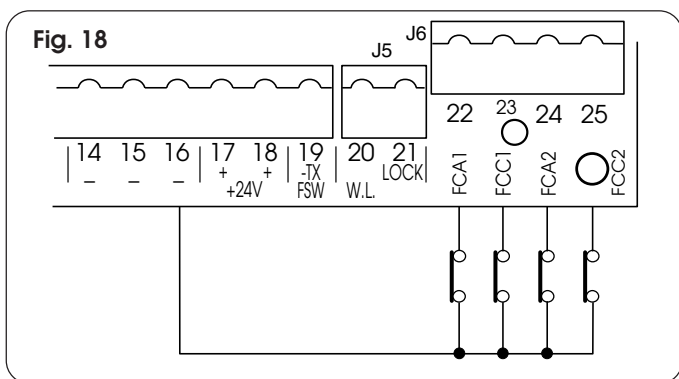 Fig. 18
J6
J5
22 23 24 25
14 15 16 17 18 19 20 21
– – – + + -TX LOCK
+24V FSW W.L.
FCA1 FCC1 FCA2 FCC2